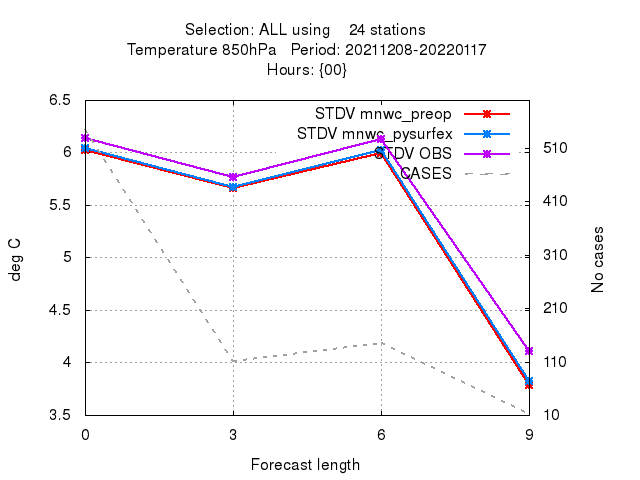 Selection: ALL using    24 stations
Temperature 850hPa   Period: 20211208-20220117
Hours: {00}
6.5
6
5.5
5
4.5
4
3.5
deg C
STDV mnwc_preop
STDV mnwc_pysurfex
STDV OBS
CASES
510
410
310
210
110
10
No cases
0 3 6 9
Forecast length